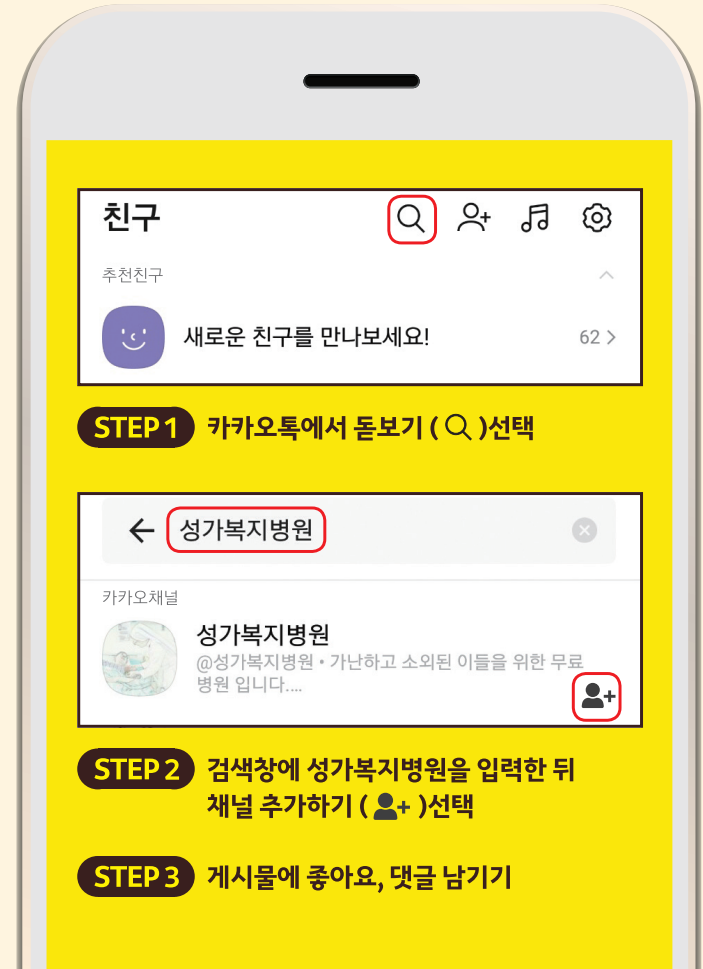 친구
추천친구
새로운 친구를 만나보세요!
62
STEP 1 카카오톡에서 돋보기 ( )선택
성가복지병원
카카오채널
성가복지병원
@성가복지병원 • 가난하고 소외된 이들을 위한 무료
병원 입니다....
STEP 2 검색창에 성가복지병원을 입력한 뒤
채널 추가하기 ( )선택
STEP 3 게시물에 좋아요, 댓글 남기기